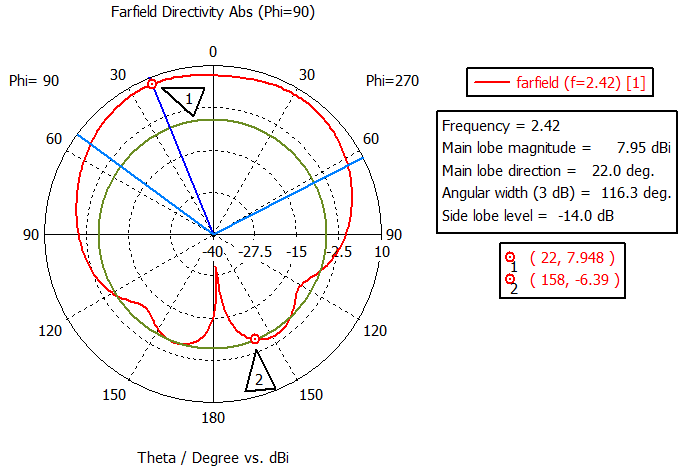 Farfield Directivity Abs (Phi=90)
0
30
30
Phi= 90
Phi=270
60
60
90
90
-40
-27.5
-15
-2.5
10
120
120
150
150
180
1
2
Theta / Degree vs. dBi
farfield (f=2.42) [1]
Frequency = 2.42
Main lobe magnitude = 7.95 dBi
Main lobe direction = 22.0 deg.
Angular width (3 dB) = 116.3 deg.
Side lobe level = -14.0 dB
1 ( 22, 7.948 )
2 ( 158, -6.39 )